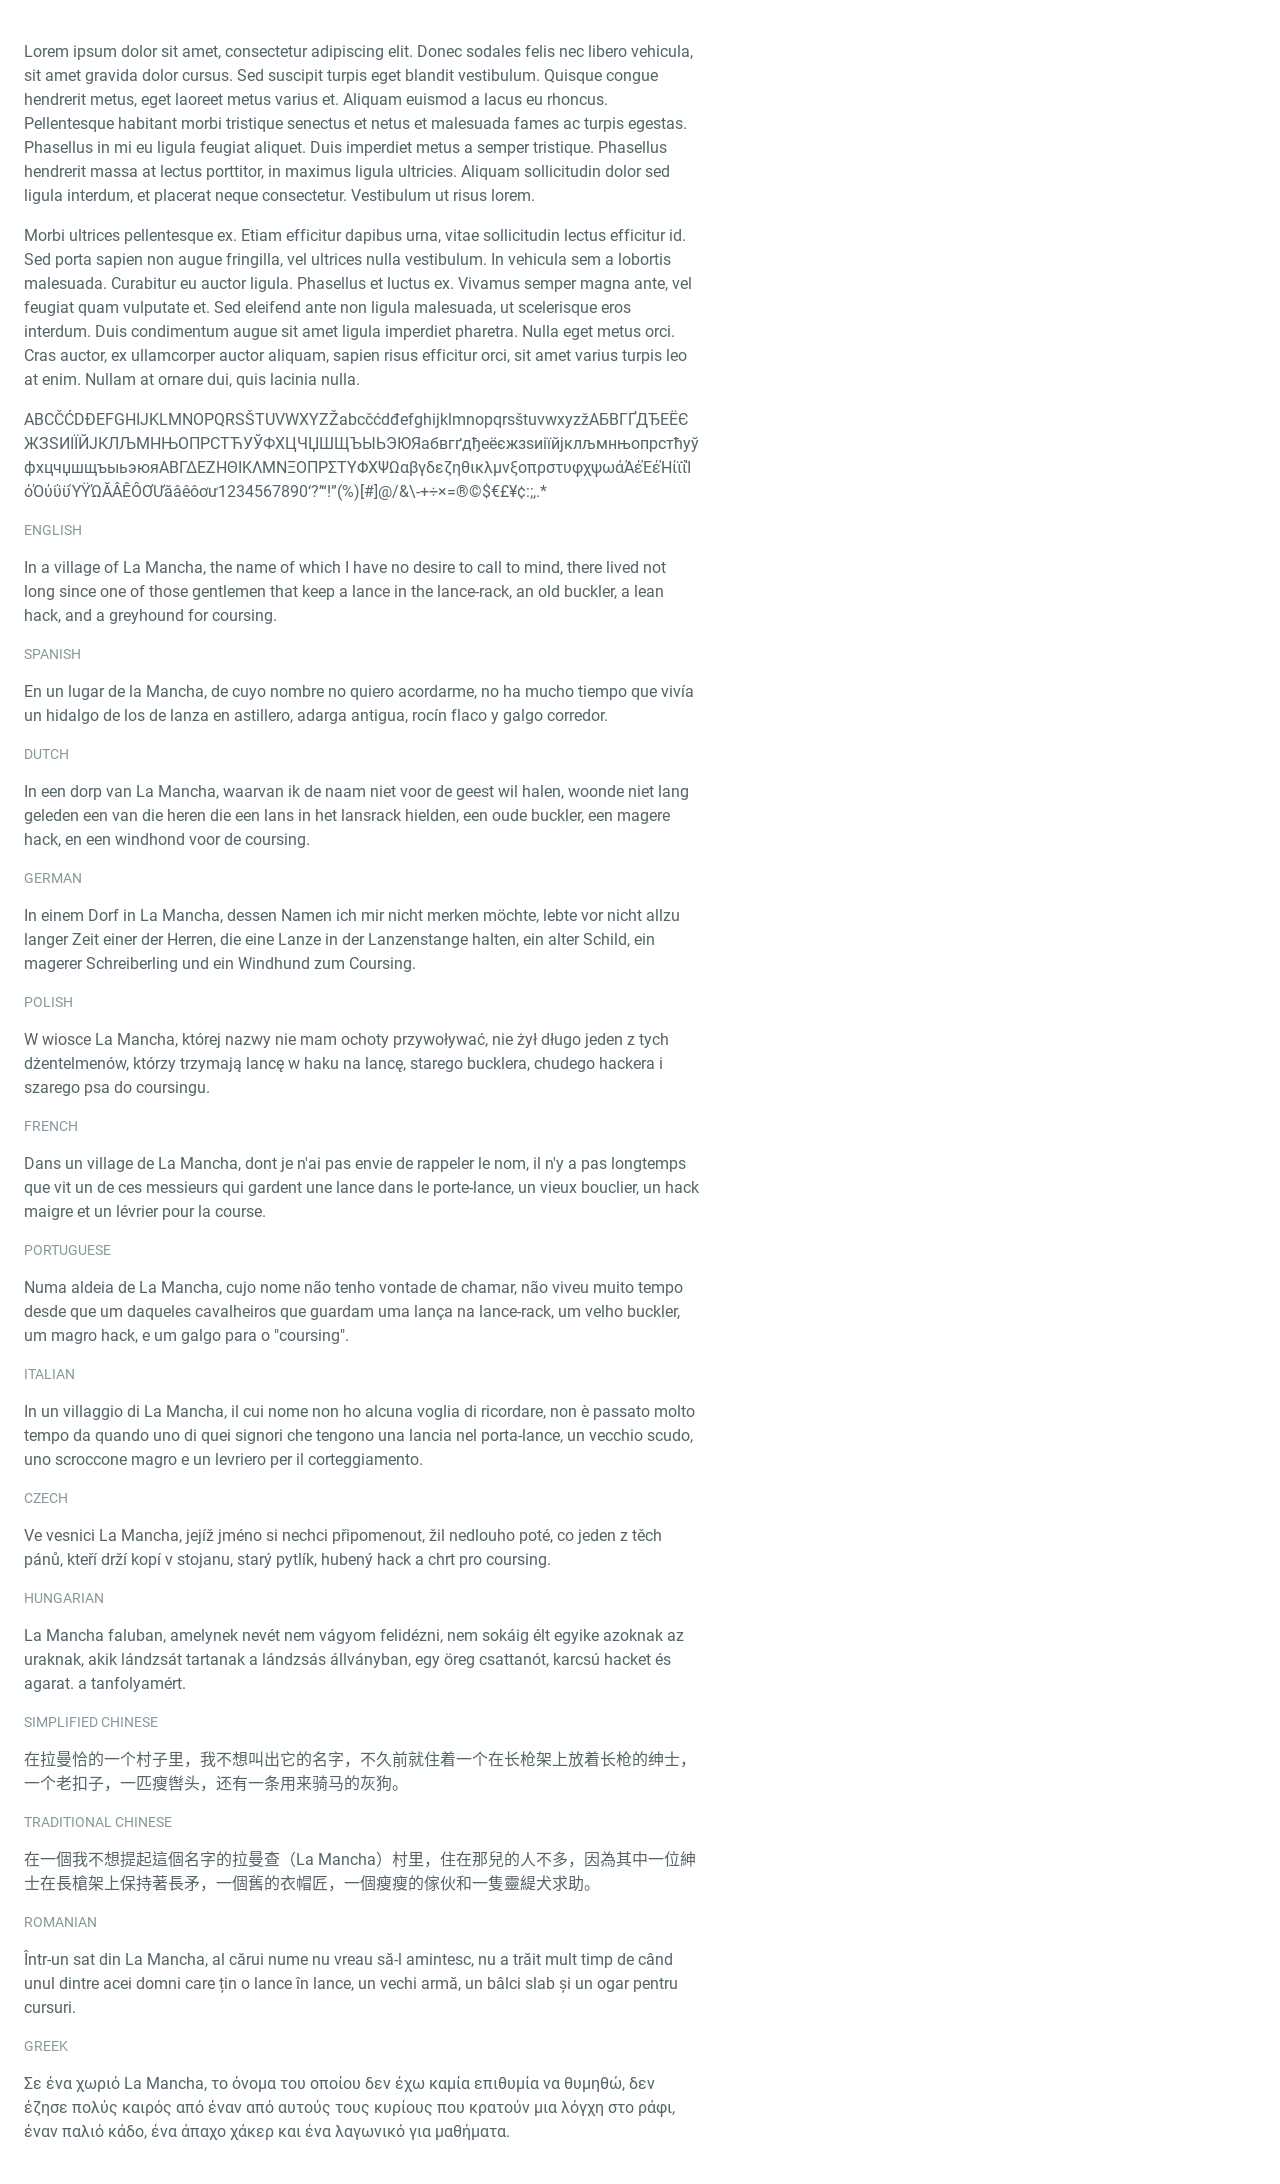 Lorem ipsum dolor sit amet, consectetur adipiscing elit. Donec sodales felis nec libero vehicula,
sit amet gravida dolor cursus. Sed suscipit turpis eget blandit vestibulum. Quisque congue
hendrerit metus, eget laoreet metus varius et. Aliquam euismod a lacus eu rhoncus.
Pellentesque habitant morbi tristique senectus et netus et malesuada fames ac turpis egestas.
Phasellus in mi eu ligula feugiat aliquet. Duis imperdiet metus a semper tristique. Phasellus
hendrerit massa at lectus porttitor, in maximus ligula ultricies. Aliquam sollicitudin dolor sed
ligula interdum, et placerat neque consectetur. Vestibulum ut risus lorem.
Morbi ultrices pellentesque ex. Etiam efficitur dapibus urna, vitae sollicitudin lectus efficitur id.
Sed porta sapien non augue fringilla, vel ultrices nulla vestibulum. In vehicula sem a lobortis
malesuada. Curabitur eu auctor ligula. Phasellus et luctus ex. Vivamus semper magna ante, vel
feugiat quam vulputate et. Sed eleifend ante non ligula malesuada, ut scelerisque eros
interdum. Duis condimentum augue sit amet ligula imperdiet pharetra. Nulla eget metus orci.
Cras auctor, ex ullamcorper auctor aliquam, sapien risus efficitur orci, sit amet varius turpis leo
at enim. Nullam at ornare dui, quis lacinia nulla.
ABCČĆDĐEFGHIJKLMNOPQRSŠTUVWXYZŽabcčćdđefghijklmnopqrsštuvwxyzžАБВГҐДЂЕЁЄ
ЖЗЅИІЇЙЈКЛЉМНЊОПРСТЋУЎФХЦЧЏШЩЪЫЬЭЮЯабвгґдђеёєжзѕиіїйјклљмнњопрстћуў
фхцчџшщъыьэюяΑΒΓΔΕΖΗΘΙΚΛΜΝΞΟΠΡΣΤΥΦΧΨΩαβγδεζηθικλμνξοπρστυφχψωάΆέΈέΉίϊΐΊ
όΌύΰϋΎΫΏĂÂÊÔƠƯăâêôơư1234567890‘?’“!”(%)[#]@/&\-+÷×=®©$€£¥¢:;,.*
ENGLISH
In a village of La Mancha, the name of which I have no desire to call to mind, there lived not
long since one of those gentlemen that keep a lance in the lance-rack, an old buckler, a lean
hack, and a greyhound for coursing.
SPANISH
En un lugar de la Mancha, de cuyo nombre no quiero acordarme, no ha mucho tiempo que vivía
un hidalgo de los de lanza en astillero, adarga antigua, rocín flaco y galgo corredor.
DUTCH
In een dorp van La Mancha, waarvan ik de naam niet voor de geest wil halen, woonde niet lang
geleden een van die heren die een lans in het lansrack hielden, een oude buckler, een magere
hack, en een windhond voor de coursing.
GERMAN
In einem Dorf in La Mancha, dessen Namen ich mir nicht merken möchte, lebte vor nicht allzu
langer Zeit einer der Herren, die eine Lanze in der Lanzenstange halten, ein alter Schild, ein
magerer Schreiberling und ein Windhund zum Coursing.
POLISH
W wiosce La Mancha, której nazwy nie mam ochoty przywoływać, nie żył długo jeden z tych
dżentelmenów, którzy trzymają lancę w haku na lancę, starego bucklera, chudego hackera i
szarego psa do coursingu.
FRENCH
Dans un village de La Mancha, dont je n'ai pas envie de rappeler le nom, il n'y a pas longtemps
que vit un de ces messieurs qui gardent une lance dans le porte-lance, un vieux bouclier, un hack
maigre et un lévrier pour la course.
PORTUGUESE
Numa aldeia de La Mancha, cujo nome não tenho vontade de chamar, não viveu muito tempo
desde que um daqueles cavalheiros que guardam uma lança na lance-rack, um velho buckler,
um magro hack, e um galgo para o "coursing".
ITALIAN
In un villaggio di La Mancha, il cui nome non ho alcuna voglia di ricordare, non è passato molto
tempo da quando uno di quei signori che tengono una lancia nel porta-lance, un vecchio scudo,
uno scroccone magro e un levriero per il corteggiamento.
CZECH
Ve vesnici La Mancha, jejíž jméno si nechci připomenout, žil nedlouho poté, co jeden z těch
pánů, kteří drží kopí v stojanu, starý pytlík, hubený hack a chrt pro coursing.
HUNGARIAN
La Mancha faluban, amelynek nevét nem vágyom felidézni, nem sokáig élt egyike azoknak az
uraknak, akik lándzsát tartanak a lándzsás állványban, egy öreg csattanót, karcsú hacket és
agarat. a tanfolyamért.
SIMPLIFIED CHINESE
在拉曼恰的一个村子里，我不想叫出它的名字，不久前就住着一个在长枪架上放着长枪的绅士，
一个老扣子，一匹瘦辔头，还有一条用来骑马的灰狗。
TRADITIONAL CHINESE
在一個我不想提起這個名字的拉曼查（La Mancha）村里，住在那兒的人不多，因為其中一位紳
士在長槍架上保持著長矛，一個舊的衣帽匠，一個瘦瘦的傢伙和一隻靈緹犬求助。
ROMANIAN
Într-un sat din La Mancha, al cărui nume nu vreau să-l amintesc, nu a trăit mult timp de când
unul dintre acei domni care țin o lance în lance, un vechi armă, un bâlci slab și un ogar pentru
cursuri.
GREEK
Σε ένα χωριό La Mancha, το όνομα του οποίου δεν έχω καμία επιθυμία να θυμηθώ, δεν
έζησε πολύς καιρός από έναν από αυτούς τους κυρίους που κρατούν μια λόγχη στο ράφι,
έναν παλιό κάδο, ένα άπαχο χάκερ και ένα λαγωνικό για μαθήματα.